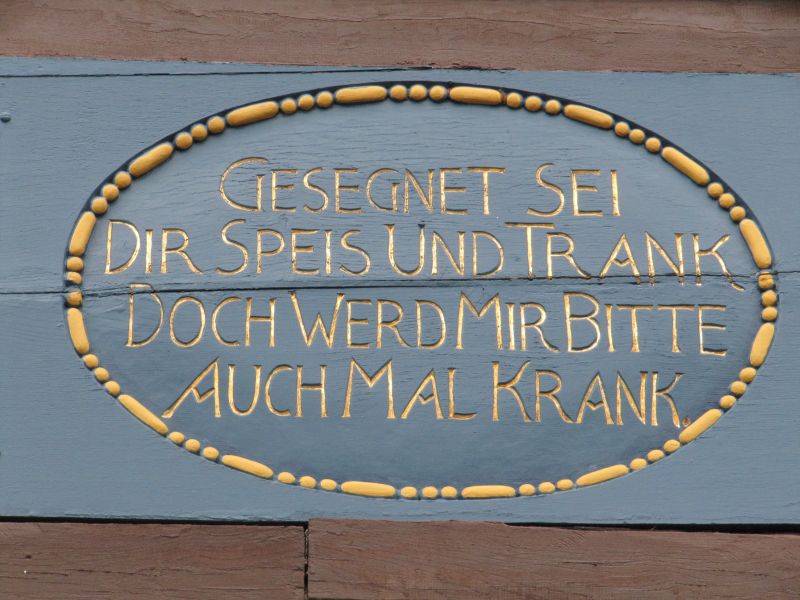 GESEGNET SEI
DIR SPEIS UND TRANK
DOCH WERD MIR BITTE
AUCH MAL KRANK.